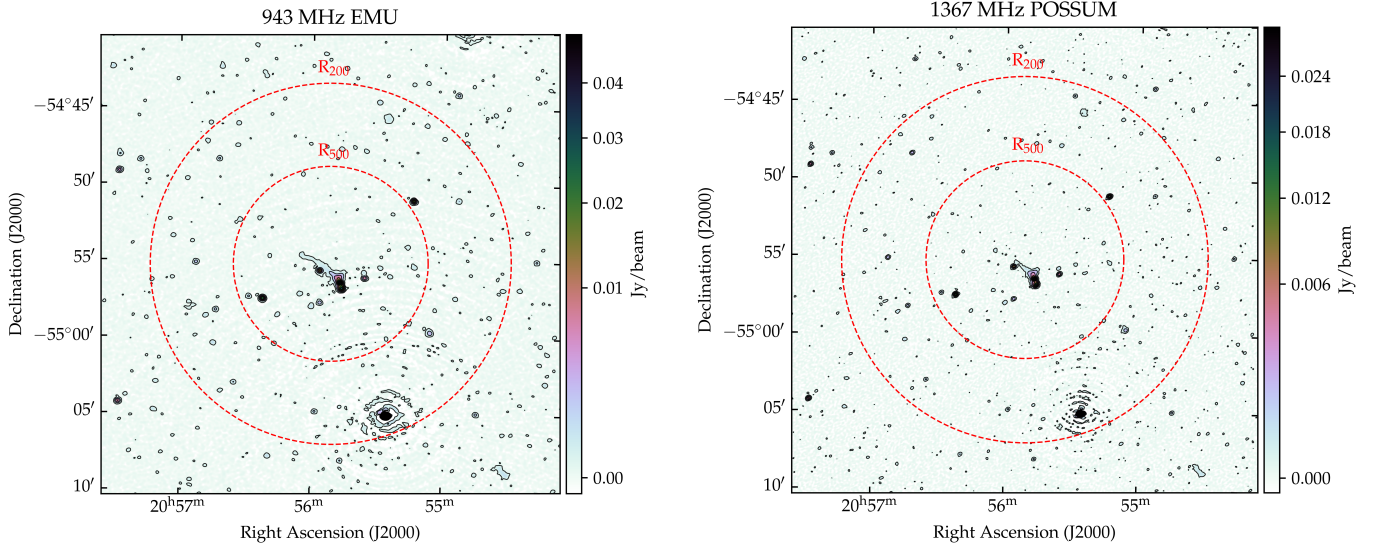 943 MHz EMU
R200
R500
−54°45′
50′
55′
−55°00′
05′
10′
20h57m
56m
55m
Right Ascension (J2000)
Declination (J2000)
0.04
0.03
0.02
0.01
0.00
Jy/beam
1367 MHz POSSUM
R200
R500
−54°45′
50′
55′
−55°00′
05′
10′
20h57m
56m
55m
Right Ascension (J2000)
Declination (J2000)
0.024
0.018
0.012
0.006
0.000
Jy/beam